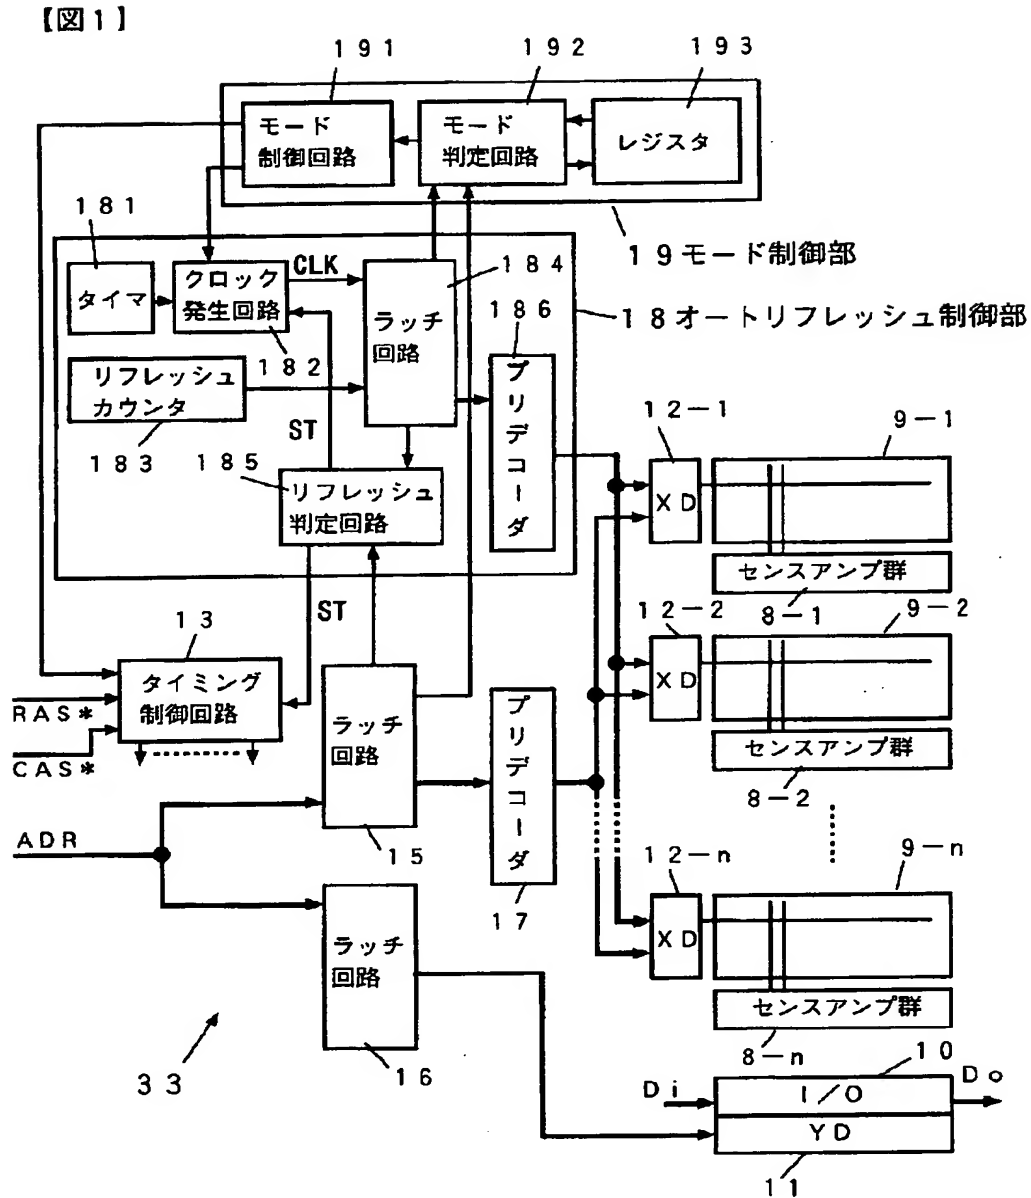 【図1】
191
192
193
モード
制御回路
モード
判定回路
レジスタ
19モード制御部
181
タイマ
クロック
発生回路
CLK
182
184
ラッチ
回路
186
プリデコーダ
18オートリフレッシュ制御部
リフレッシュ
カウンタ
183
ST
185
リフレッシュ
判定回路
ST
12-1
XD
9-1
センスアンプ群
8-1
12-2
XD
9-2
センスアンプ群
8-2
13
タイミング
制御回路
RAS*
CAS*
ADR
ラッチ
回路
15
プリデコーダ
17
12-n
XD
9-n
センスアンプ群
8-n
ラッチ
回路
16
33
10
Di
I/O
Do
YD
11